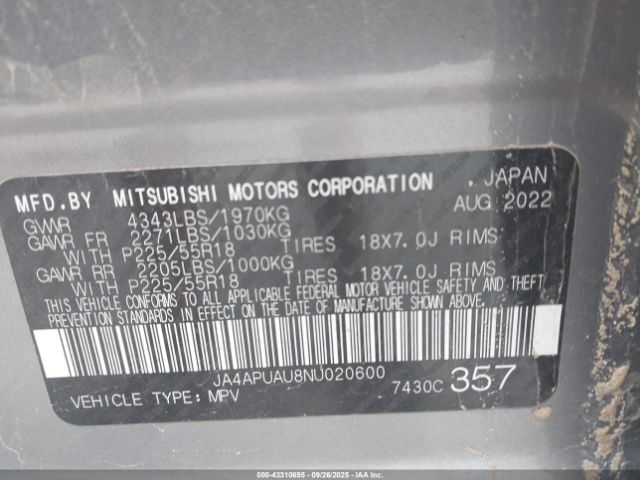 MFD.BY MITSUBISHI MOTORS CORPORATION . JAPAN
GVWR 4343LBS/1970KG AUG 2022
GAWR FR 2271LBS/1030KG
WITH P225/55R18 TIRES 18X7.0J RIMS
GAWR RR 2205LBS/1000KG
WITH P225/55R18 TIRES 18X7.0J RIMS
THIS VEHICLE CONFORMS TO ALL APPLICABLE FEDERAL MOTOR VEHICLE SAFETY AND THEFT
PREVENTION STANDARDS IN EFFECT ON THE DATE OF MANUFACTURE SHOWN ABOVE.
JA4APUAU8NU020600
VEHICLE TYPE: MPV 7430C 357
000-43310695 - 09/26/2025 - COPYRIGHT IAA, LLC.